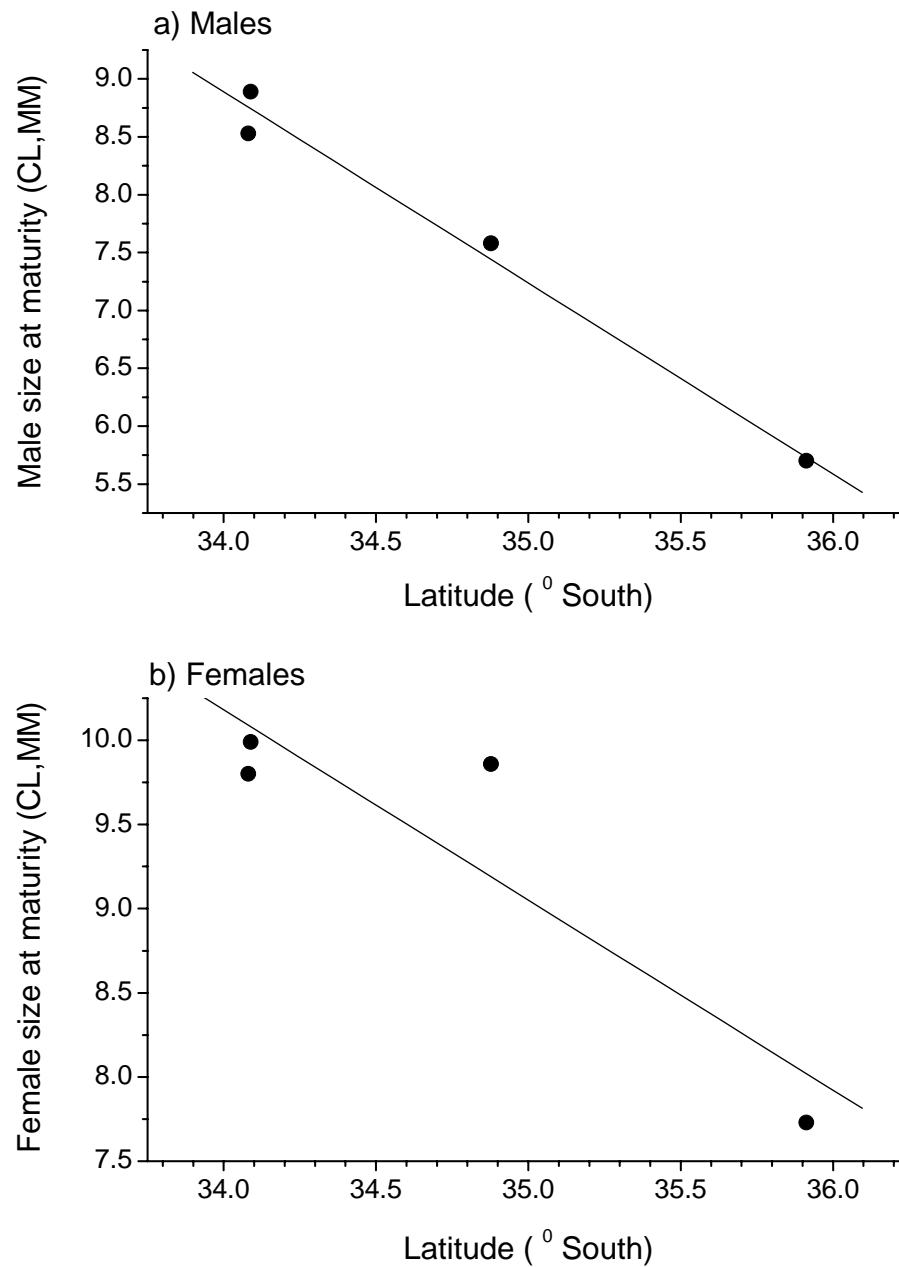 a) Males
Male size at maturity (CL,MM)
9.0
8.5
8.0
7.5
7.0
6.5
6.0
5.5
34.0 34.5 35.0 35.5 36.0
Latitude ( ⁰ South)
b) Females
Female size at maturity (CL,MM)
10.0
9.5
9.0
8.5
8.0
7.5
34.0 34.5 35.0 35.5 36.0
Latitude ( ⁰ South)